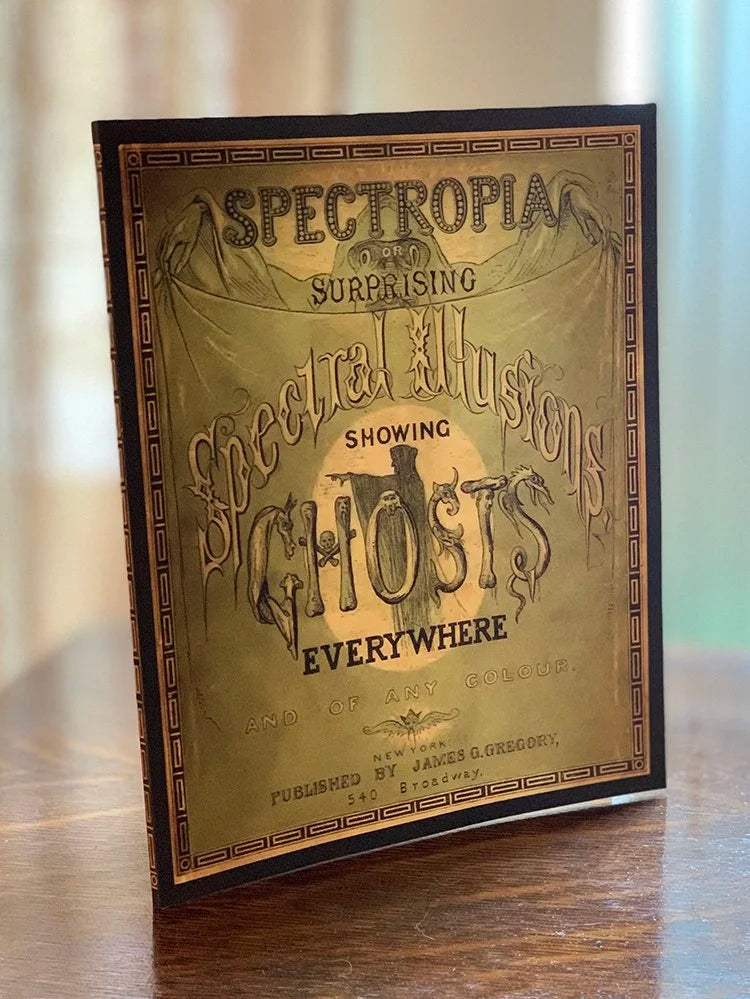 SPECTROPIA
OR
SURPRISING
Spectral Illusions
SHOWING
GHOSTS
EVERYWHERE
AND OF ANY COLOUR.
NEW YORK:
PUBLISHED BY JAMES G. GREGORY,
540 Broadway.